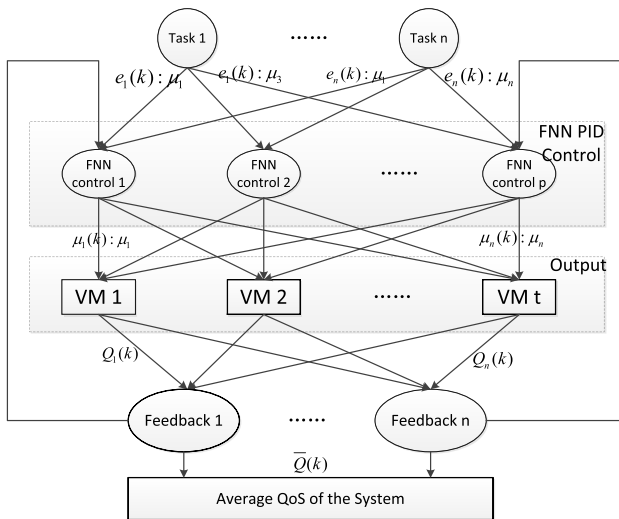 Task 1
......
Task n
e₁(k) : μ₁
e₁(k) : μ₃
eₙ(k) : μ₁
eₙ(k) : μₙ
FNN PID
Control
FNN
control 1
FNN
control 2
......
FNN
control p
μ₁(k) : μ₁
μₙ(k) : μₙ
Output
VM 1
VM 2
......
VM t
Q₁(k)
Qₙ(k)
Feedback 1
......
Feedback n
Q̅(k)
Average QoS of the System